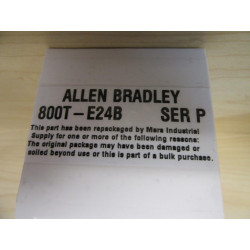 ALLEN BRADLEY
800T-E24B SER P
This part has been repackaged by Mara Industrial
Supply for one or more of the following reasons:
The original package may have been damaged or
soiled beyond use or this is part of a bulk purchase.